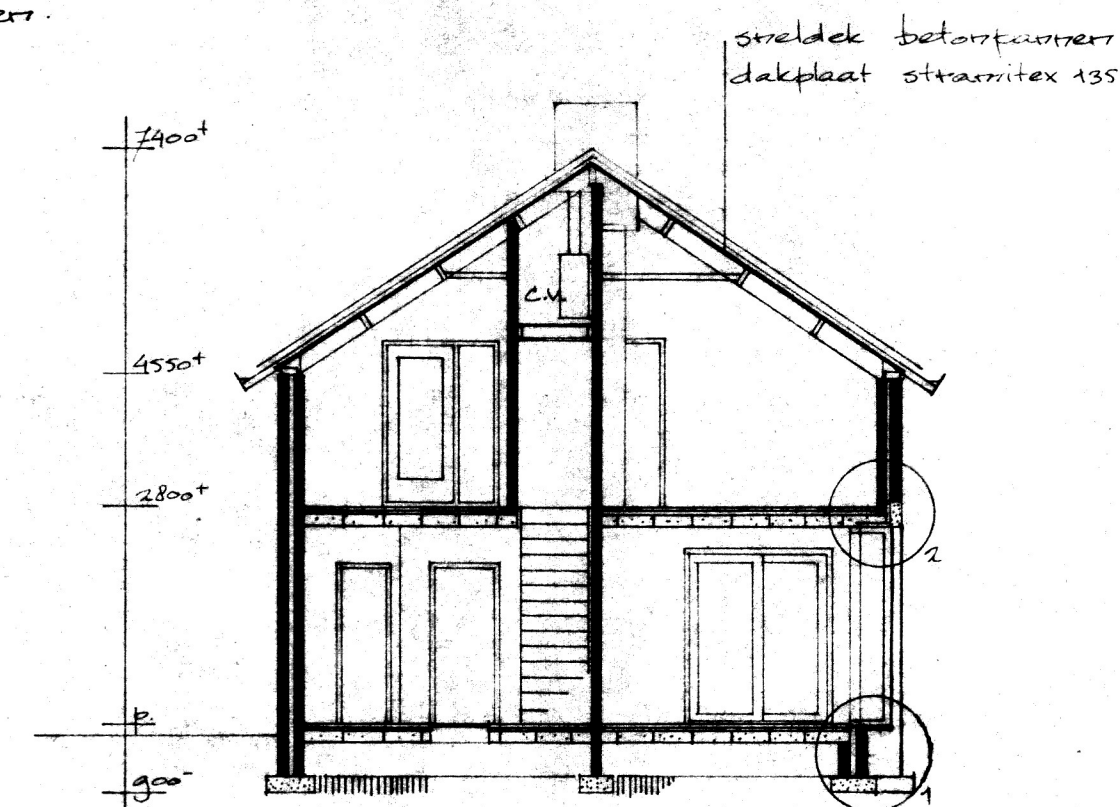 sneldek betonpannen
dakplaat stramitex 135
7400+
C.V.
4550+
2800+
2
P.
900-
1